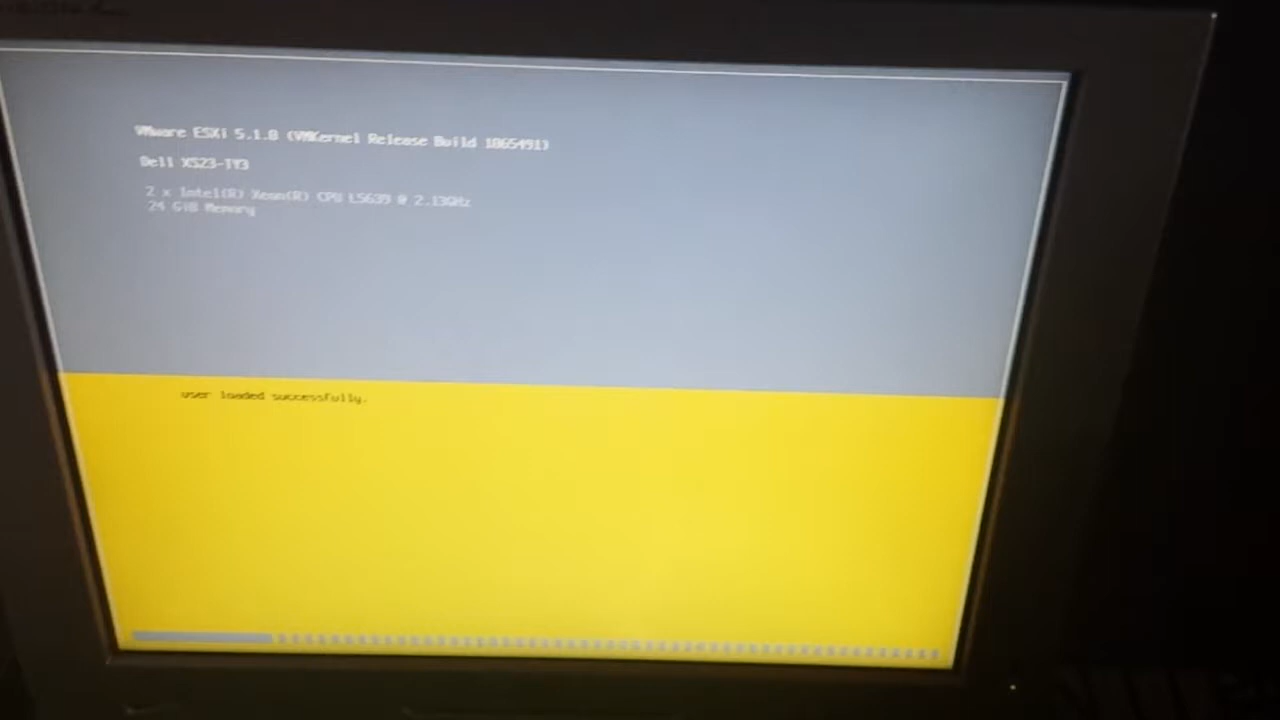 VMware ESXi 5.1.0 (VMKernel Release Build 1065491)
Dell XS23-TY3
2 x Intel(R) Xeon(R) CPU L5639 @ 2.13GHz
24 GiB Memory
user loaded successfully.